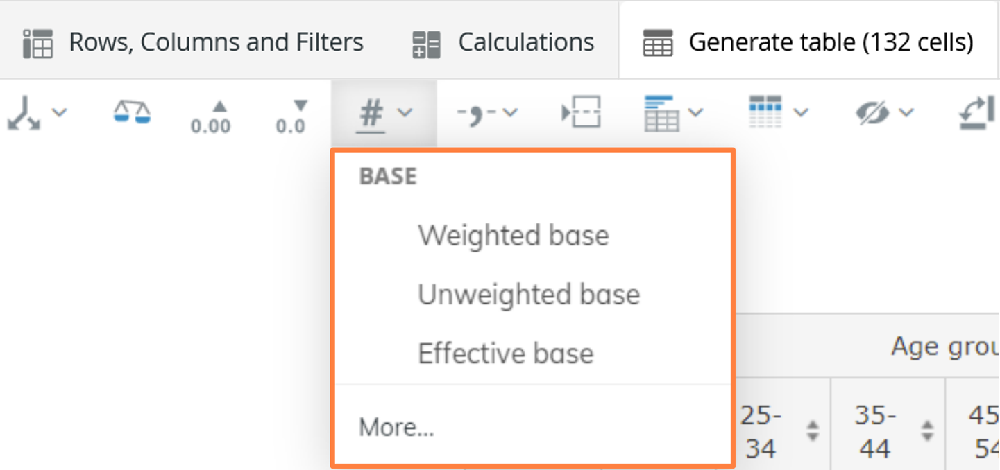 Rows, Columns and Filters
Calculations
Generate table (132 cells)
0.00
0.0
#
-,-
BASE
Weighted base
Unweighted base
Effective base
More...
Age grou
25-
34
35-
44
45
54